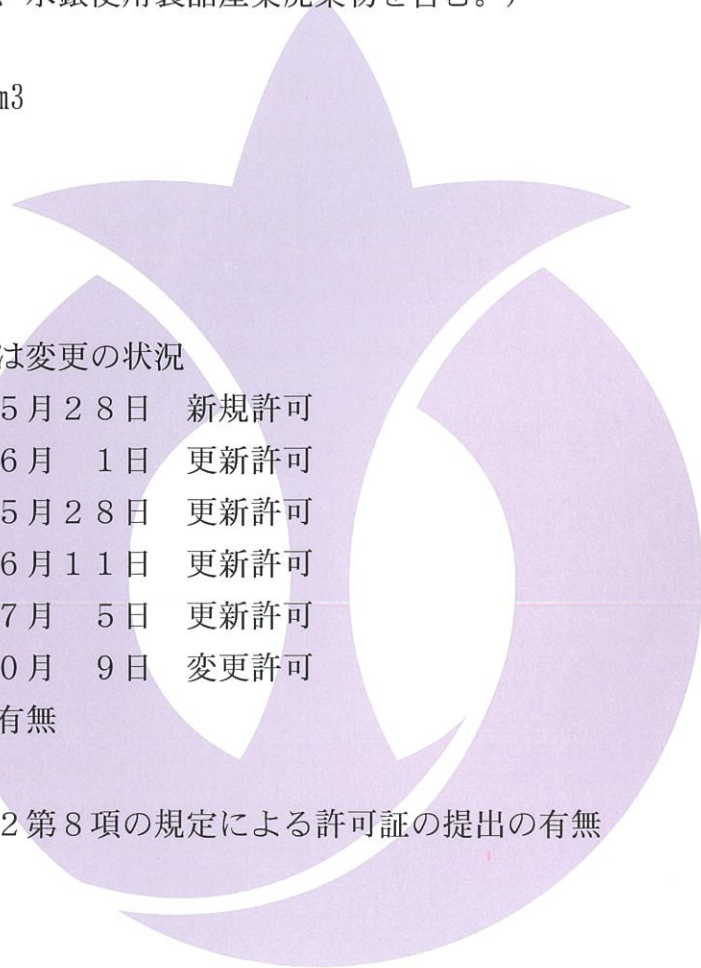 水銀使用製品産業廃棄物を含む。)
m3
は変更の状況
5月28日 新規許可
6月 1日 更新許可
5月28日 更新許可
6月11日 更新許可
7月 5日 更新許可
0月 9日 変更許可
有無
2第8項の規定による許可証の提出の有無